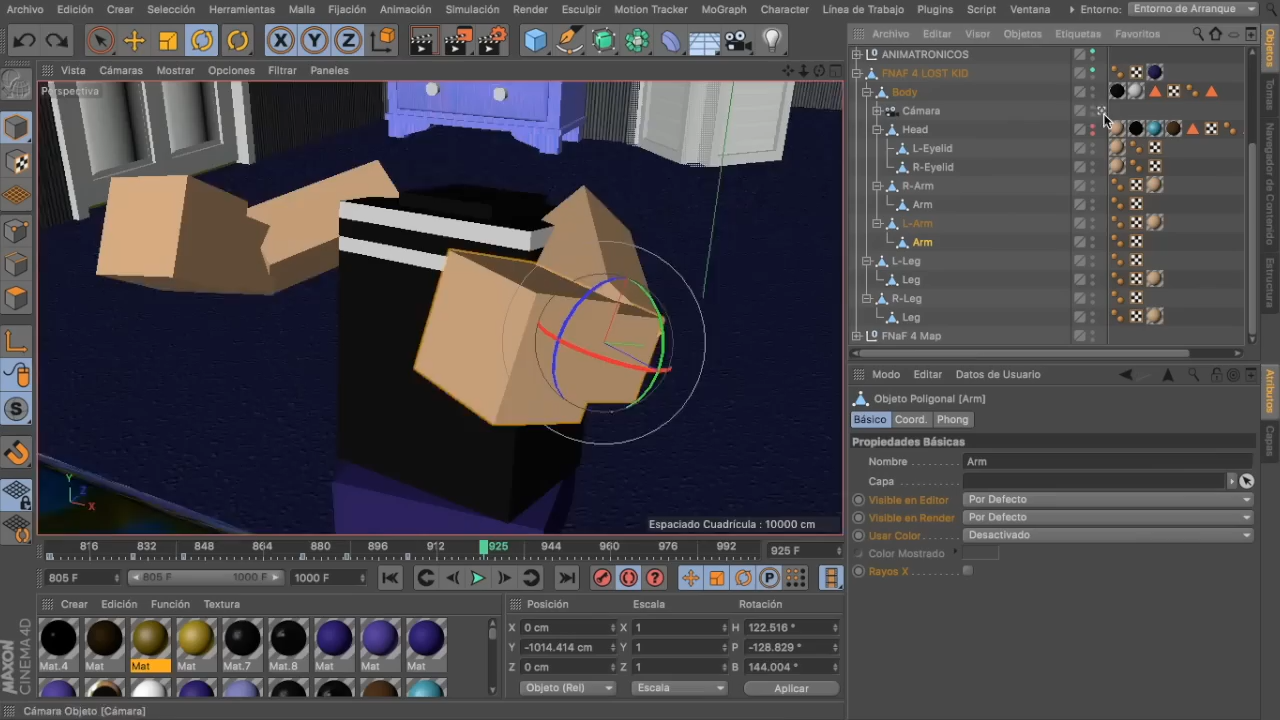 Archivo Edición Crear Selección Herramientas Malla Fijación Animación Simulación Render Esculpir Motion Tracker MoGraph Character Línea de Trabajo Plugins Script Ventana Entorno: Entorno de Arranque
X Y Z
Vista Cámaras Mostrar Opciones Filtrar Paneles
Perspectiva
Y
Z
X
Espaciado Cuadrícula : 10000 cm
Archivo Editar Visor Objetos Etiquetas Favoritos
ANIMATRONICOS
FNAF 4 LOST KID
Body
Cámara
Head
L-Eyelid
R-Eyelid
R-Arm
Arm
L-Arm
Arm
L-Leg
Leg
R-Leg
Leg
FNaF 4 Map
Objetos
Tomas
Navegador de Contenido
Estructura
Modo Editar Datos de Usuario
Objeto Poligonal [Arm]
Básico Coord. Phong
Propiedades Básicas
Nombre Arm
Capa
Visible en Editor Por Defecto
Visible en Render Por Defecto
Usar Color Desactivado
Color Mostrado
Rayos X
Atributos
Capas
816 832 848 864 880 896 912 925 944 960 976 992 925 F
805 F 805 F 1000 F 1000 F
Crear Edición Función Textura
Mat.4 Mat Mat Mat Mat.7 Mat.8 Mat Mat Mat
Posición Escala Rotación
X 0 cm X 1 H 122.516 °
Y -1014.414 cm Y 1 P -128.829 °
Z 0 cm Z 1 B 144.004 °
Objeto (Rel) Escala Aplicar
MAXON
CINEMA 4D
Cámara Objeto [Cámara]